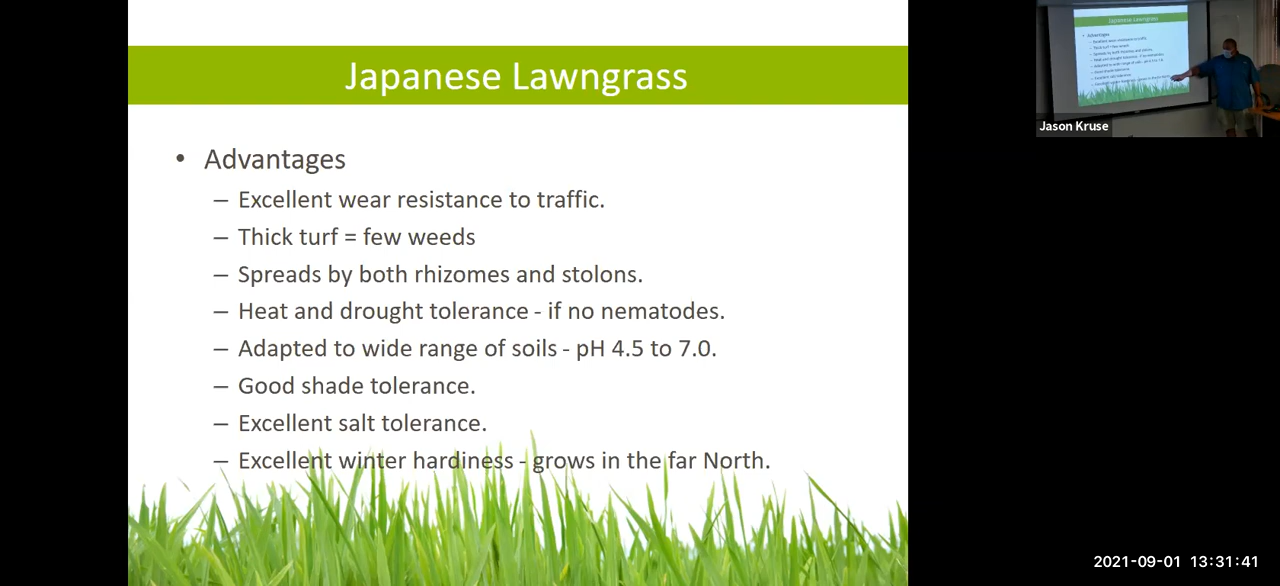 Japanese Lawngrass
• Advantages
– Excellent wear resistance to traffic.
– Thick turf = few weeds
– Spreads by both rhizomes and stolons.
– Heat and drought tolerance - if no nematodes.
– Adapted to wide range of soils - pH 4.5 to 7.0.
– Good shade tolerance.
– Excellent salt tolerance.
– Excellent winter hardiness - grows in the far North.
Japanese Lawngrass
Advantages
Jason Kruse
2021-09-01 13:31:41